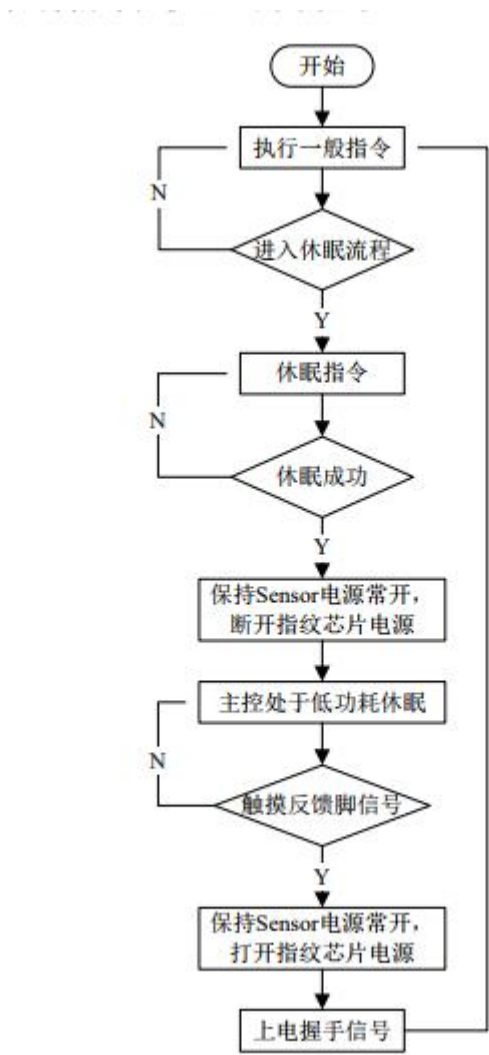 开始
执行一般指令
N
进入休眠流程
Y
休眠指令
N
休眠成功
Y
保持Sensor电源常开，
断开指纹芯片电源
主控处于低功耗休眠
N
触摸反馈脚信号
Y
保持Sensor电源常开，
打开指纹芯片电源
上电握手信号